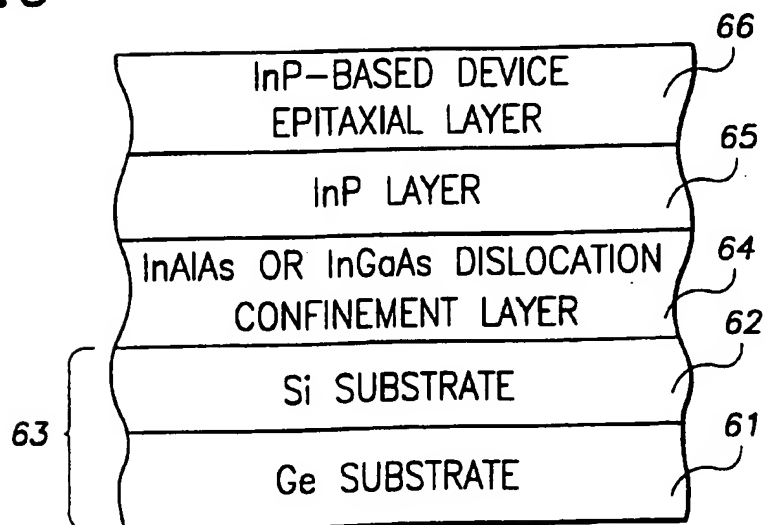 66
InP-BASED DEVICE
EPITAXIAL LAYER
65
InP LAYER
64
InAlAs OR InGaAs DISLOCATION
CONFINEMENT LAYER
62
Si SUBSTRATE
63
61
Ge SUBSTRATE